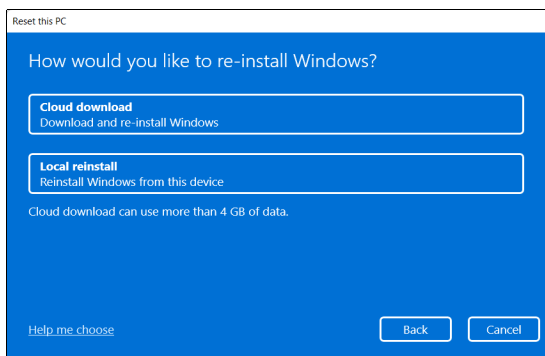 Reset this PC
How would you like to re-install Windows?
Cloud download
Download and re-install Windows
Local reinstall
Reinstall Windows from this device
Cloud download can use more than 4 GB of data.
Help me choose
Back
Cancel